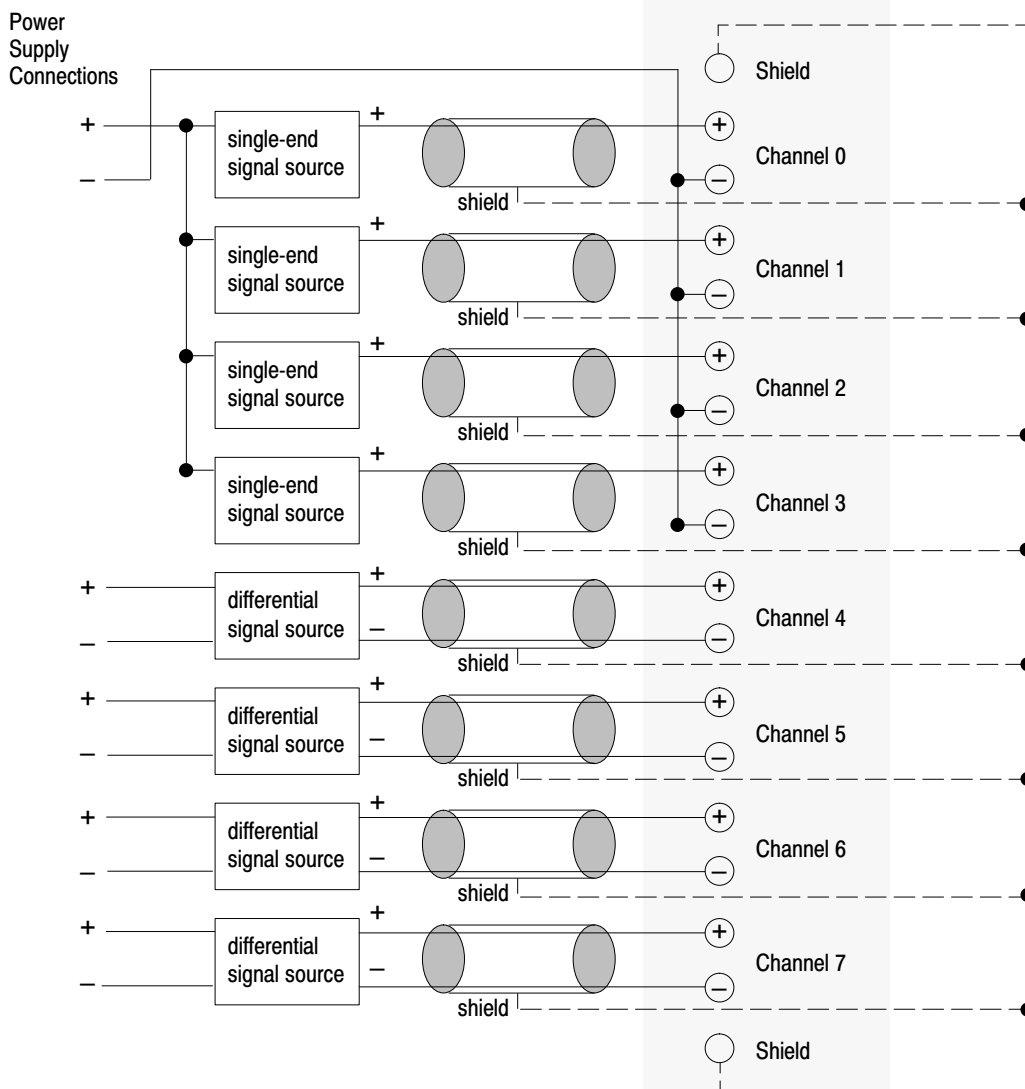 Power
Supply
Connections
Shield
+
+
+
single-end
signal source
Channel 0
–
–
shield
+
+
single-end
signal source
Channel 1
–
shield
+
+
single-end
signal source
Channel 2
–
shield
+
+
single-end
signal source
Channel 3
–
shield
+
+
+
differential
signal source
Channel 4
–
–
–
shield
+
+
+
differential
signal source
Channel 5
–
–
–
shield
+
+
+
differential
signal source
Channel 6
–
–
–
shield
+
+
+
differential
signal source
Channel 7
–
–
–
shield
Shield